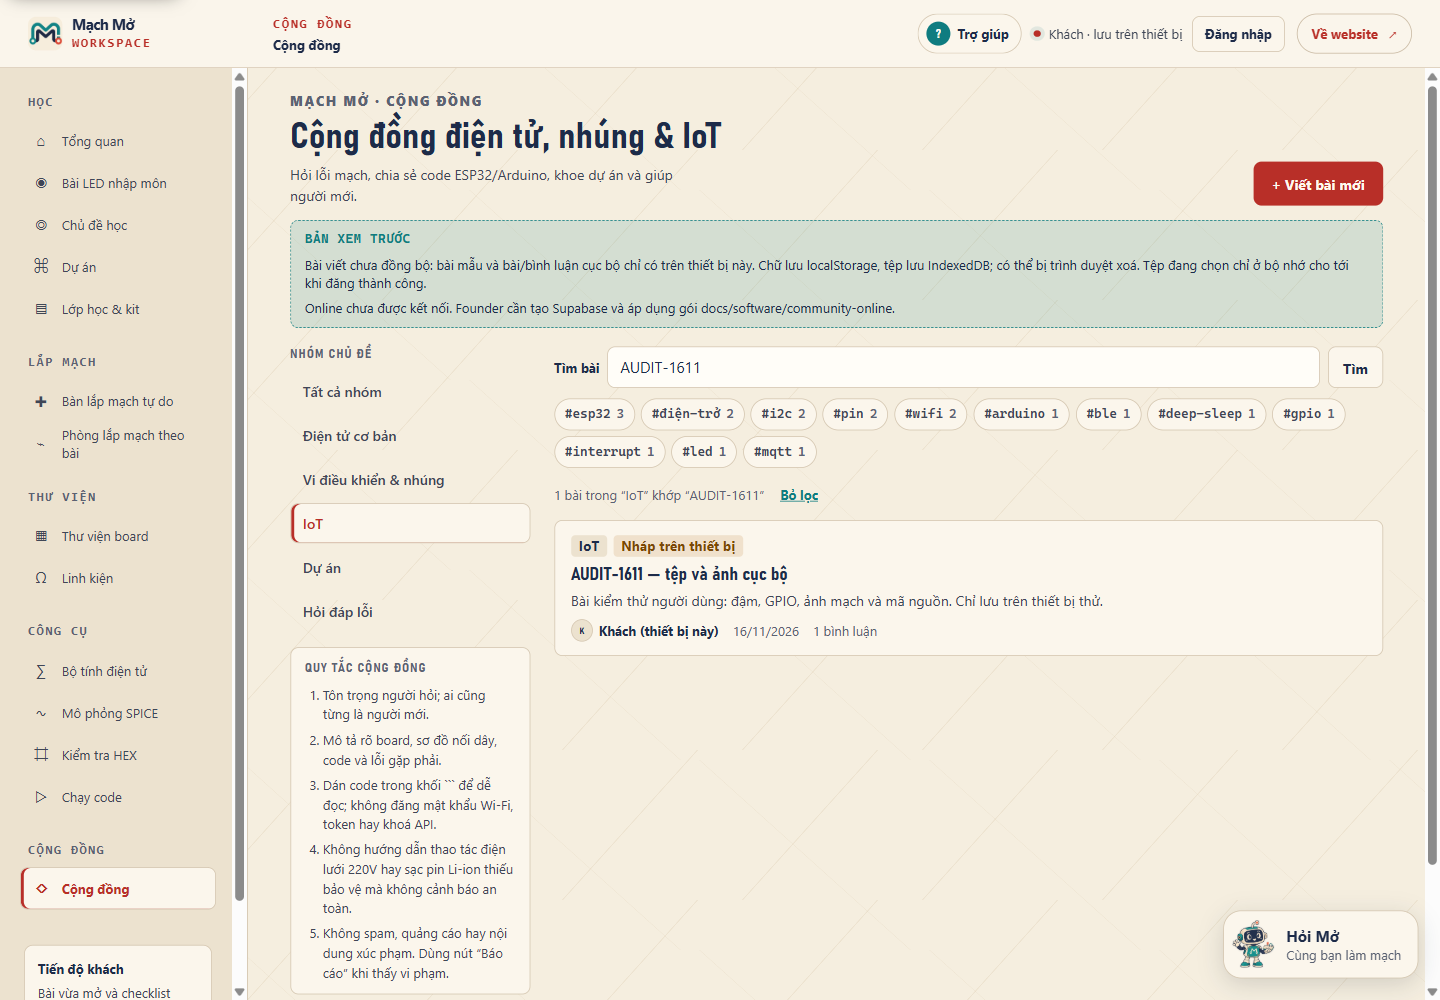 Mạch Mở
WORKSPACE
CỘNG ĐỒNG
Cộng đồng
? Trợ giúp
Khách · lưu trên thiết bị
Đăng nhập
Về website ↗
HỌC
Tổng quan
Bài LED nhập môn
Chủ đề học
Dự án
Lớp học & kit
LẮP MẠCH
Bàn lắp mạch tự do
Phòng lắp mạch theo
bài
THƯ VIỆN
Thư viện board
Linh kiện
CÔNG CỤ
Bộ tính điện tử
Mô phỏng SPICE
Kiểm tra HEX
Chạy code
CỘNG ĐỒNG
Cộng đồng
Tiến độ khách
Bài vừa mở và checklist
MẠCH MỞ · CỘNG ĐỒNG
Cộng đồng điện tử, nhúng & IoT
Hỏi lỗi mạch, chia sẻ code ESP32/Arduino, khoe dự án và giúp
người mới.
+ Viết bài mới
BẢN XEM TRƯỚC
Bài viết chưa đồng bộ: bài mẫu và bài/bình luận cục bộ chỉ có trên thiết bị này. Chữ lưu localStorage, tệp lưu IndexedDB; có thể bị trình duyệt xoá. Tệp đang chọn chỉ ở bộ nhớ cho tới
khi đăng thành công.
Online chưa được kết nối. Founder cần tạo Supabase và áp dụng gói docs/software/community-online.
NHÓM CHỦ ĐỀ
Tất cả nhóm
Điện tử cơ bản
Vi điều khiển & nhúng
IoT
Dự án
Hỏi đáp lỗi
QUY TẮC CỘNG ĐỒNG
1. Tôn trọng người hỏi; ai cũng
từng là người mới.
2. Mô tả rõ board, sơ đồ nối dây,
code và lỗi gặp phải.
3. Dán code trong khối ``` để dễ
đọc; không đăng mật khẩu Wi-Fi,
token hay khoá API.
4. Không hướng dẫn thao tác điện
lưới 220V hay sạc pin Li-ion thiếu
bảo vệ mà không cảnh báo an
toàn.
5. Không spam, quảng cáo hay nội
dung xúc phạm. Dùng nút “Báo
cáo” khi thấy vi phạm.
Tìm bài
AUDIT-1611
Tìm
#esp32 3
#điện-trở 2
#i2c 2
#pin 2
#wifi 2
#arduino 1
#ble 1
#deep-sleep 1
#gpio 1
#interrupt 1
#led 1
#mqtt 1
1 bài trong “IoT” khớp “AUDIT-1611”
Bỏ lọc
IoT
Nháp trên thiết bị
AUDIT-1611 — tệp và ảnh cục bộ
Bài kiểm thử người dùng: đậm, GPIO, ảnh mạch và mã nguồn. Chỉ lưu trên thiết bị thử.
K Khách (thiết bị này) 16/11/2026 1 bình luận
Hỏi Mở
Cùng bạn làm mạch